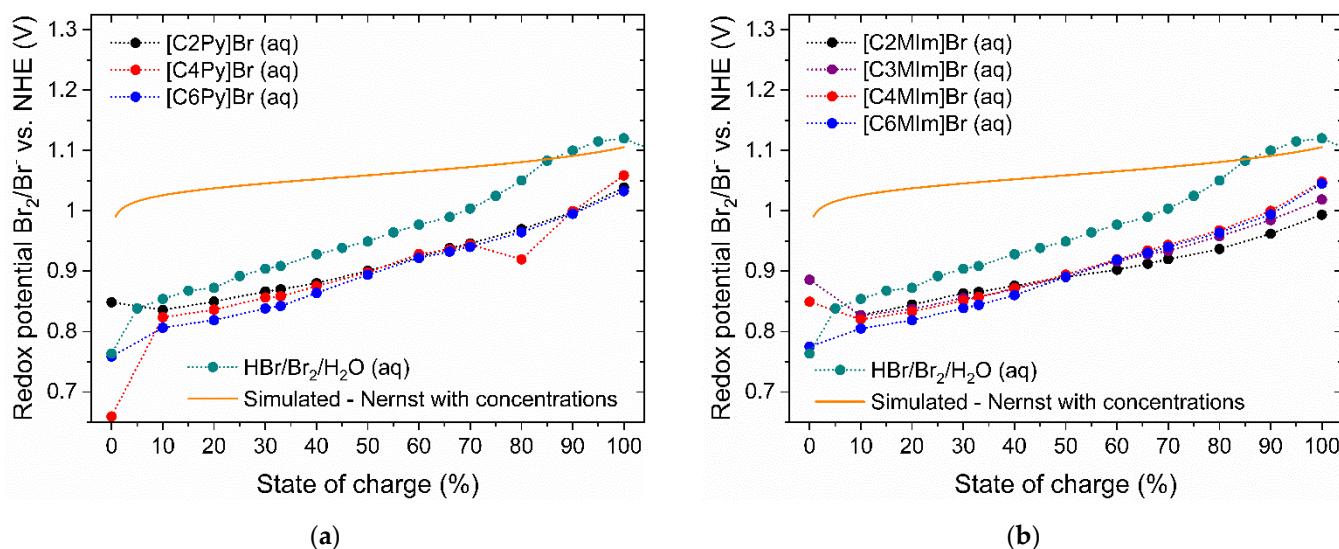 Redox potential Br₂/Br⁻ vs. NHE (V)
1.3
1.2
1.1
1
0.9
0.8
0.7
[C2Py]Br (aq)
[C4Py]Br (aq)
[C6Py]Br (aq)
HBr/Br₂/H₂O (aq)
Simulated - Nernst with concentrations
0 10 20 30 40 50 60 70 80 90 100
State of charge (%)
(a)
Redox potential Br₂/Br⁻ vs. NHE (V)
1.3
1.2
1.1
1
0.9
0.8
0.7
[C2MIm]Br (aq)
[C3MIm]Br (aq)
[C4MIm]Br (aq)
[C6MIm]Br (aq)
HBr/Br₂/H₂O (aq)
Simulated - Nernst with concentrations
0 10 20 30 40 50 60 70 80 90 100
State of charge (%)
(b)